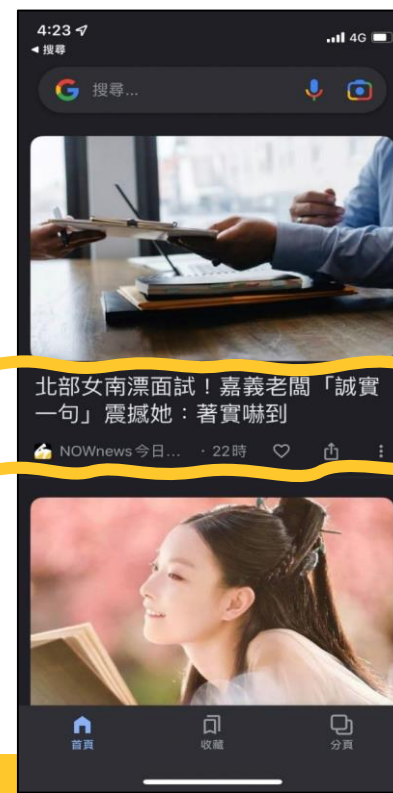 4:23
4G
◀ 搜尋
搜尋...
北部女南漂面試！嘉義老闆「誠實
一句」震撼她：著實嚇到
NOWnews 今日... · 22時
首頁
收藏
分頁